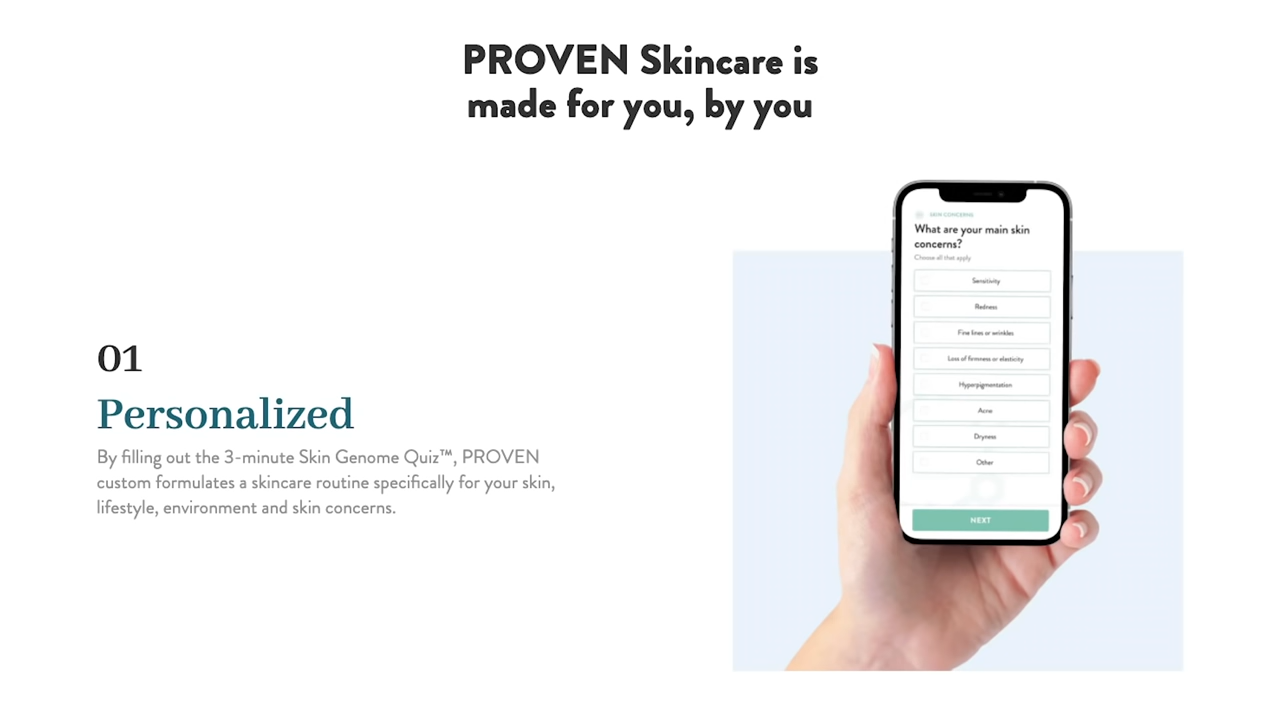 PROVEN Skincare is
made for you, by you
01
Personalized
By filling out the 3-minute Skin Genome Quiz™, PROVEN
custom formulates a skincare routine specifically for your skin,
lifestyle, environment and skin concerns.
SKIN CONCERNS
What are your main skin
concerns?
Choose all that apply
Sensitivity
Redness
Fine lines or wrinkles
Loss of firmness or elasticity
Hyperpigmentation
Acne
Dryness
Other
NEXT